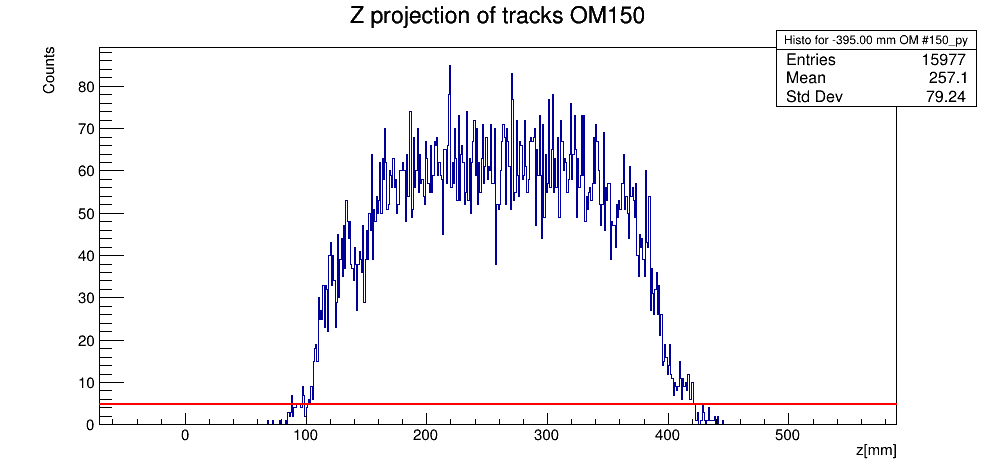 Z projection of tracks OM150
Histo for -395.00 mm OM #150_py
Entries 15977
Mean 257.1
Std Dev 79.24
Counts
80
70
60
50
40
30
20
10
0
0 100 200 300 400 500
z[mm]